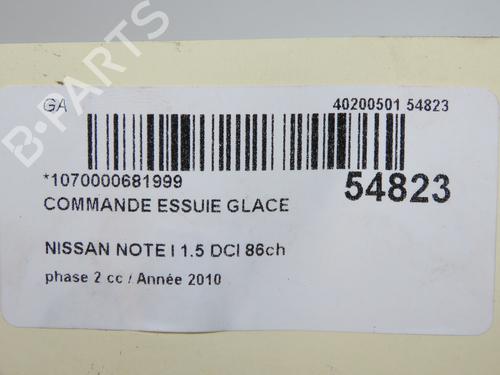 GA 40200501 54823
*1070000681999 54823
COMMANDE ESSUIE GLACE
NISSAN NOTE I 1.5 DCI 86ch
phase 2 cc / Année 2010
B-PARTS